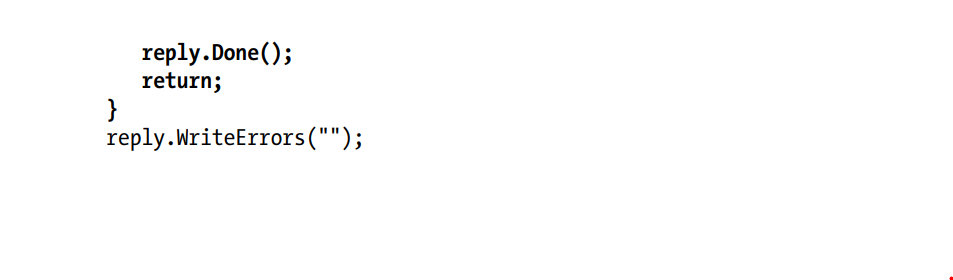 reply.Done();
return;
}
reply.WriteErrors("");